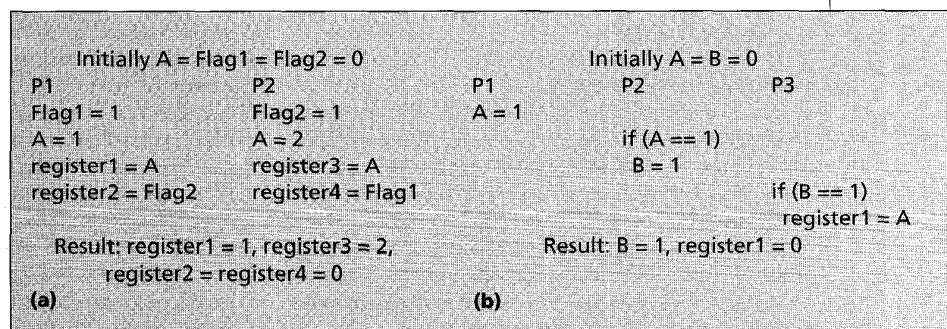 Initially A = Flag1 = Flag2 = 0
P1 P2
Flag1 = 1 Flag2 = 1
A = 1 A = 2
register1 = A register3 = A
register2 = Flag2 register4 = Flag1
Result: register1 = 1, register3 = 2,
register2 = register4 = 0
(a)
Initially A = B = 0
P1 P2 P3
A = 1
if (A == 1)
B = 1
if (B == 1)
register1 = A
Result: B = 1, register1 = 0
(b)